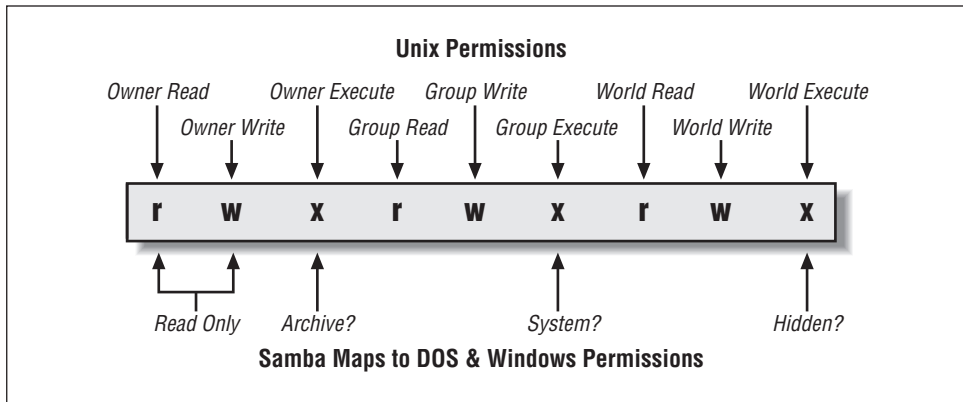 Unix Permissions
Owner Read Owner Execute Group Write World Read World Execute
Owner Write Group Read Group Execute World Write
r w x r w x r w x
Read Only Archive? System? Hidden?
Samba Maps to DOS & Windows Permissions